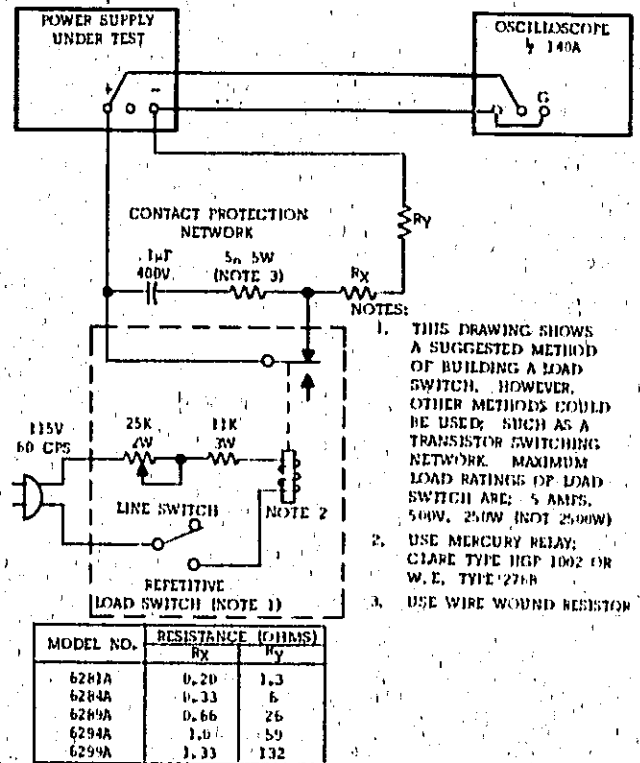 POWER SUPPLY
UNDER TEST
+ -
OSCILLOSCOPE
140A
G
CONTACT PROTECTION
NETWORK
.1μF
400V.
5Ω 5W
(NOTE 3)
RX
RY
115V
60 CPS
25K
2W
11K
3W
LINE SWITCH
NOTE 2
REPETITIVE
LOAD SWITCH (NOTE 1)
NOTES:
1. THIS DRAWING SHOWS
A SUGGESTED METHOD
OF BUILDING A LOAD
SWITCH. HOWEVER,
OTHER METHODS COULD
BE USED; SUCH AS A
TRANSISTOR SWITCHING
NETWORK. MAXIMUM
LOAD RATINGS OF LOAD
SWITCH ARE: 5 AMPS,
500V, 250W (NOT 2500W)
2. USE MERCURY RELAY;
CLARE TYPE HGP 1002 OR
W.E. TYPE 276B
3. USE WIRE WOUND RESISTOR
MODEL NO. RESISTANCE (OHMS)
RX RY
6281A 0.20 1.3
6284A 0.33 6
6289A 0.66 26
6294A 1.0 59
6299A 1.33 132